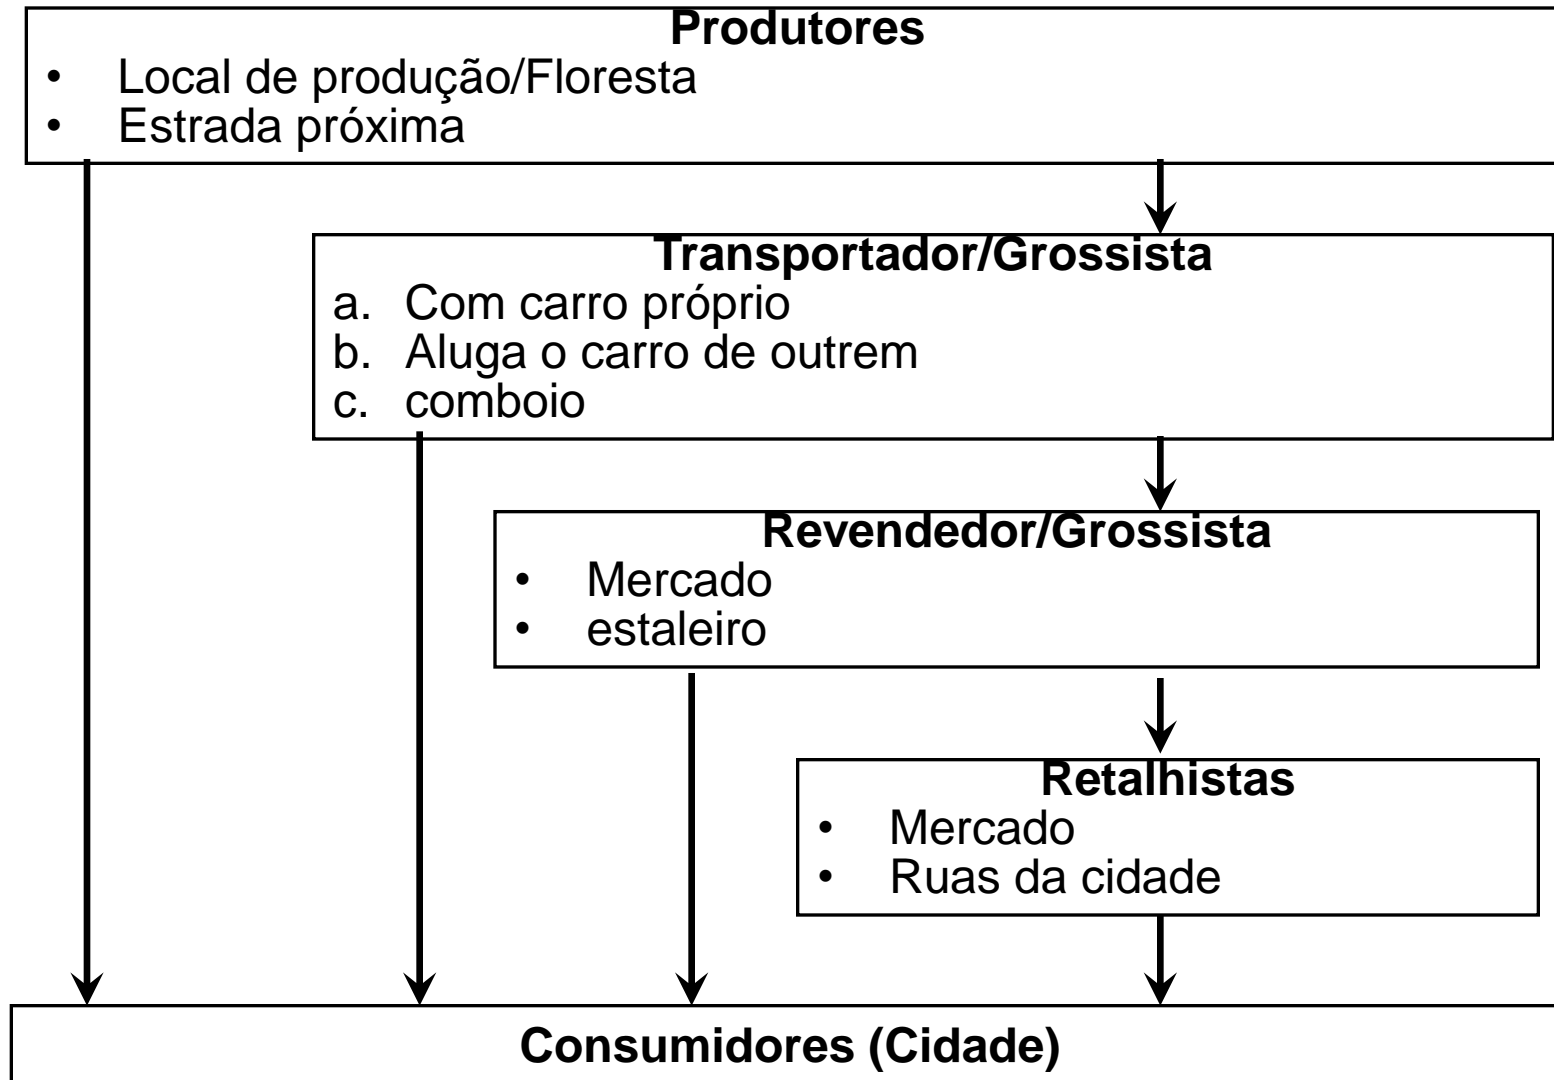 Produtores
• Local de produção/Floresta
• Estrada próxima
Transportador/Grossista
a. Com carro próprio
b. Aluga o carro de outrem
c. comboio
Revendedor/Grossista
• Mercado
• estaleiro
Retalhistas
• Mercado
• Ruas da cidade
Consumidores (Cidade)